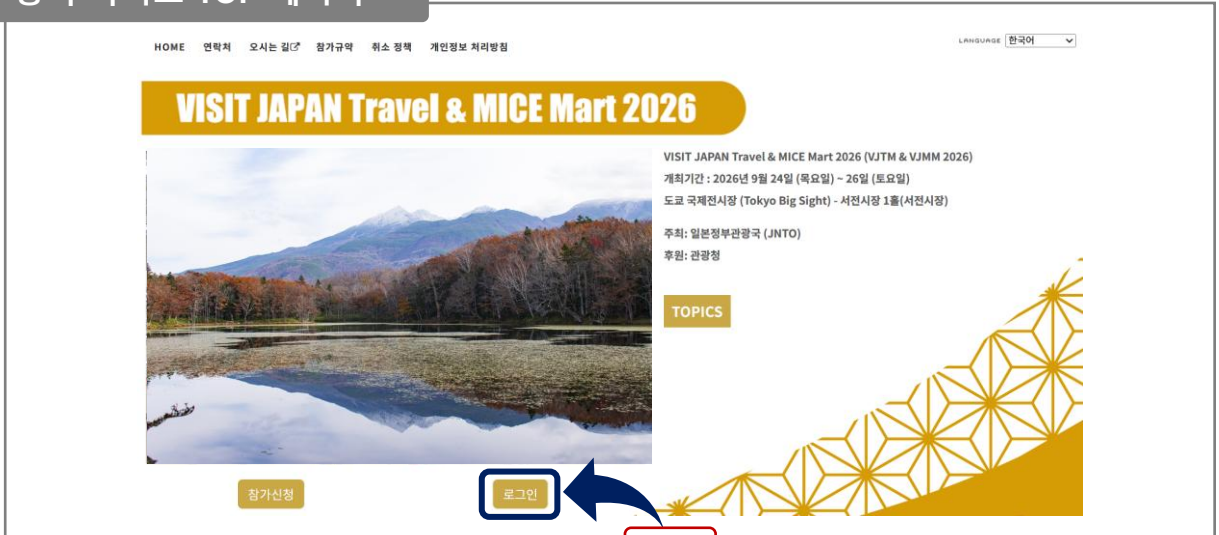 HOME 연락처 오시는 길 참가규약 취소 정책 개인정보 처리방침
LANGUAGE 한국어
VISIT JAPAN Travel & MICE Mart 2026
VISIT JAPAN Travel & MICE Mart 2026 (VJTM & VJMM 2026)
개최기간 : 2026년 9월 24일 (목요일) ~ 26일 (토요일)
도쿄 국제전시장 (Tokyo Big Sight) - 서전시장 1홀(서전시장)
주최: 일본정부관광국 (JNTO)
후원: 관광청
TOPICS
참가신청
로그인